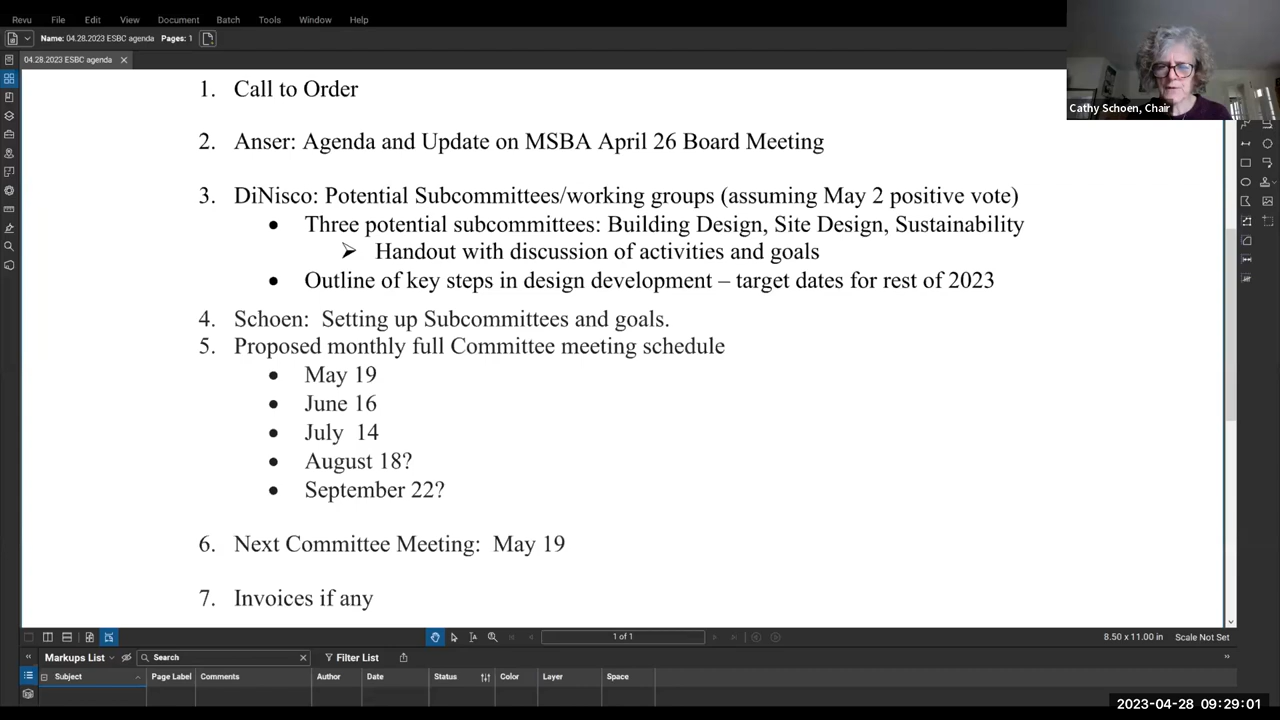 Revu File Edit View Document Batch Tools Window Help
Name: 04.28.2023 ESBC agenda Pages: 1
04.28.2023 ESBC agenda
Cathy Schoen, Chair
1. Call to Order
2. Anser: Agenda and Update on MSBA April 26 Board Meeting
3. DiNisco: Potential Subcommittees/working groups (assuming May 2 positive vote)
• Three potential subcommittees: Building Design, Site Design, Sustainability
➢ Handout with discussion of activities and goals
• Outline of key steps in design development – target dates for rest of 2023
4. Schoen: Setting up Subcommittees and goals.
5. Proposed monthly full Committee meeting schedule
• May 19
• June 16
• July 14
• August 18?
• September 22?
6. Next Committee Meeting: May 19
7. Invoices if any
1 of 1
8.50 x 11.00 in Scale Not Set
Markups List Search Filter List
Subject Page Label Comments Author Date Status Color Layer Space
2023-04-28 09:29:01